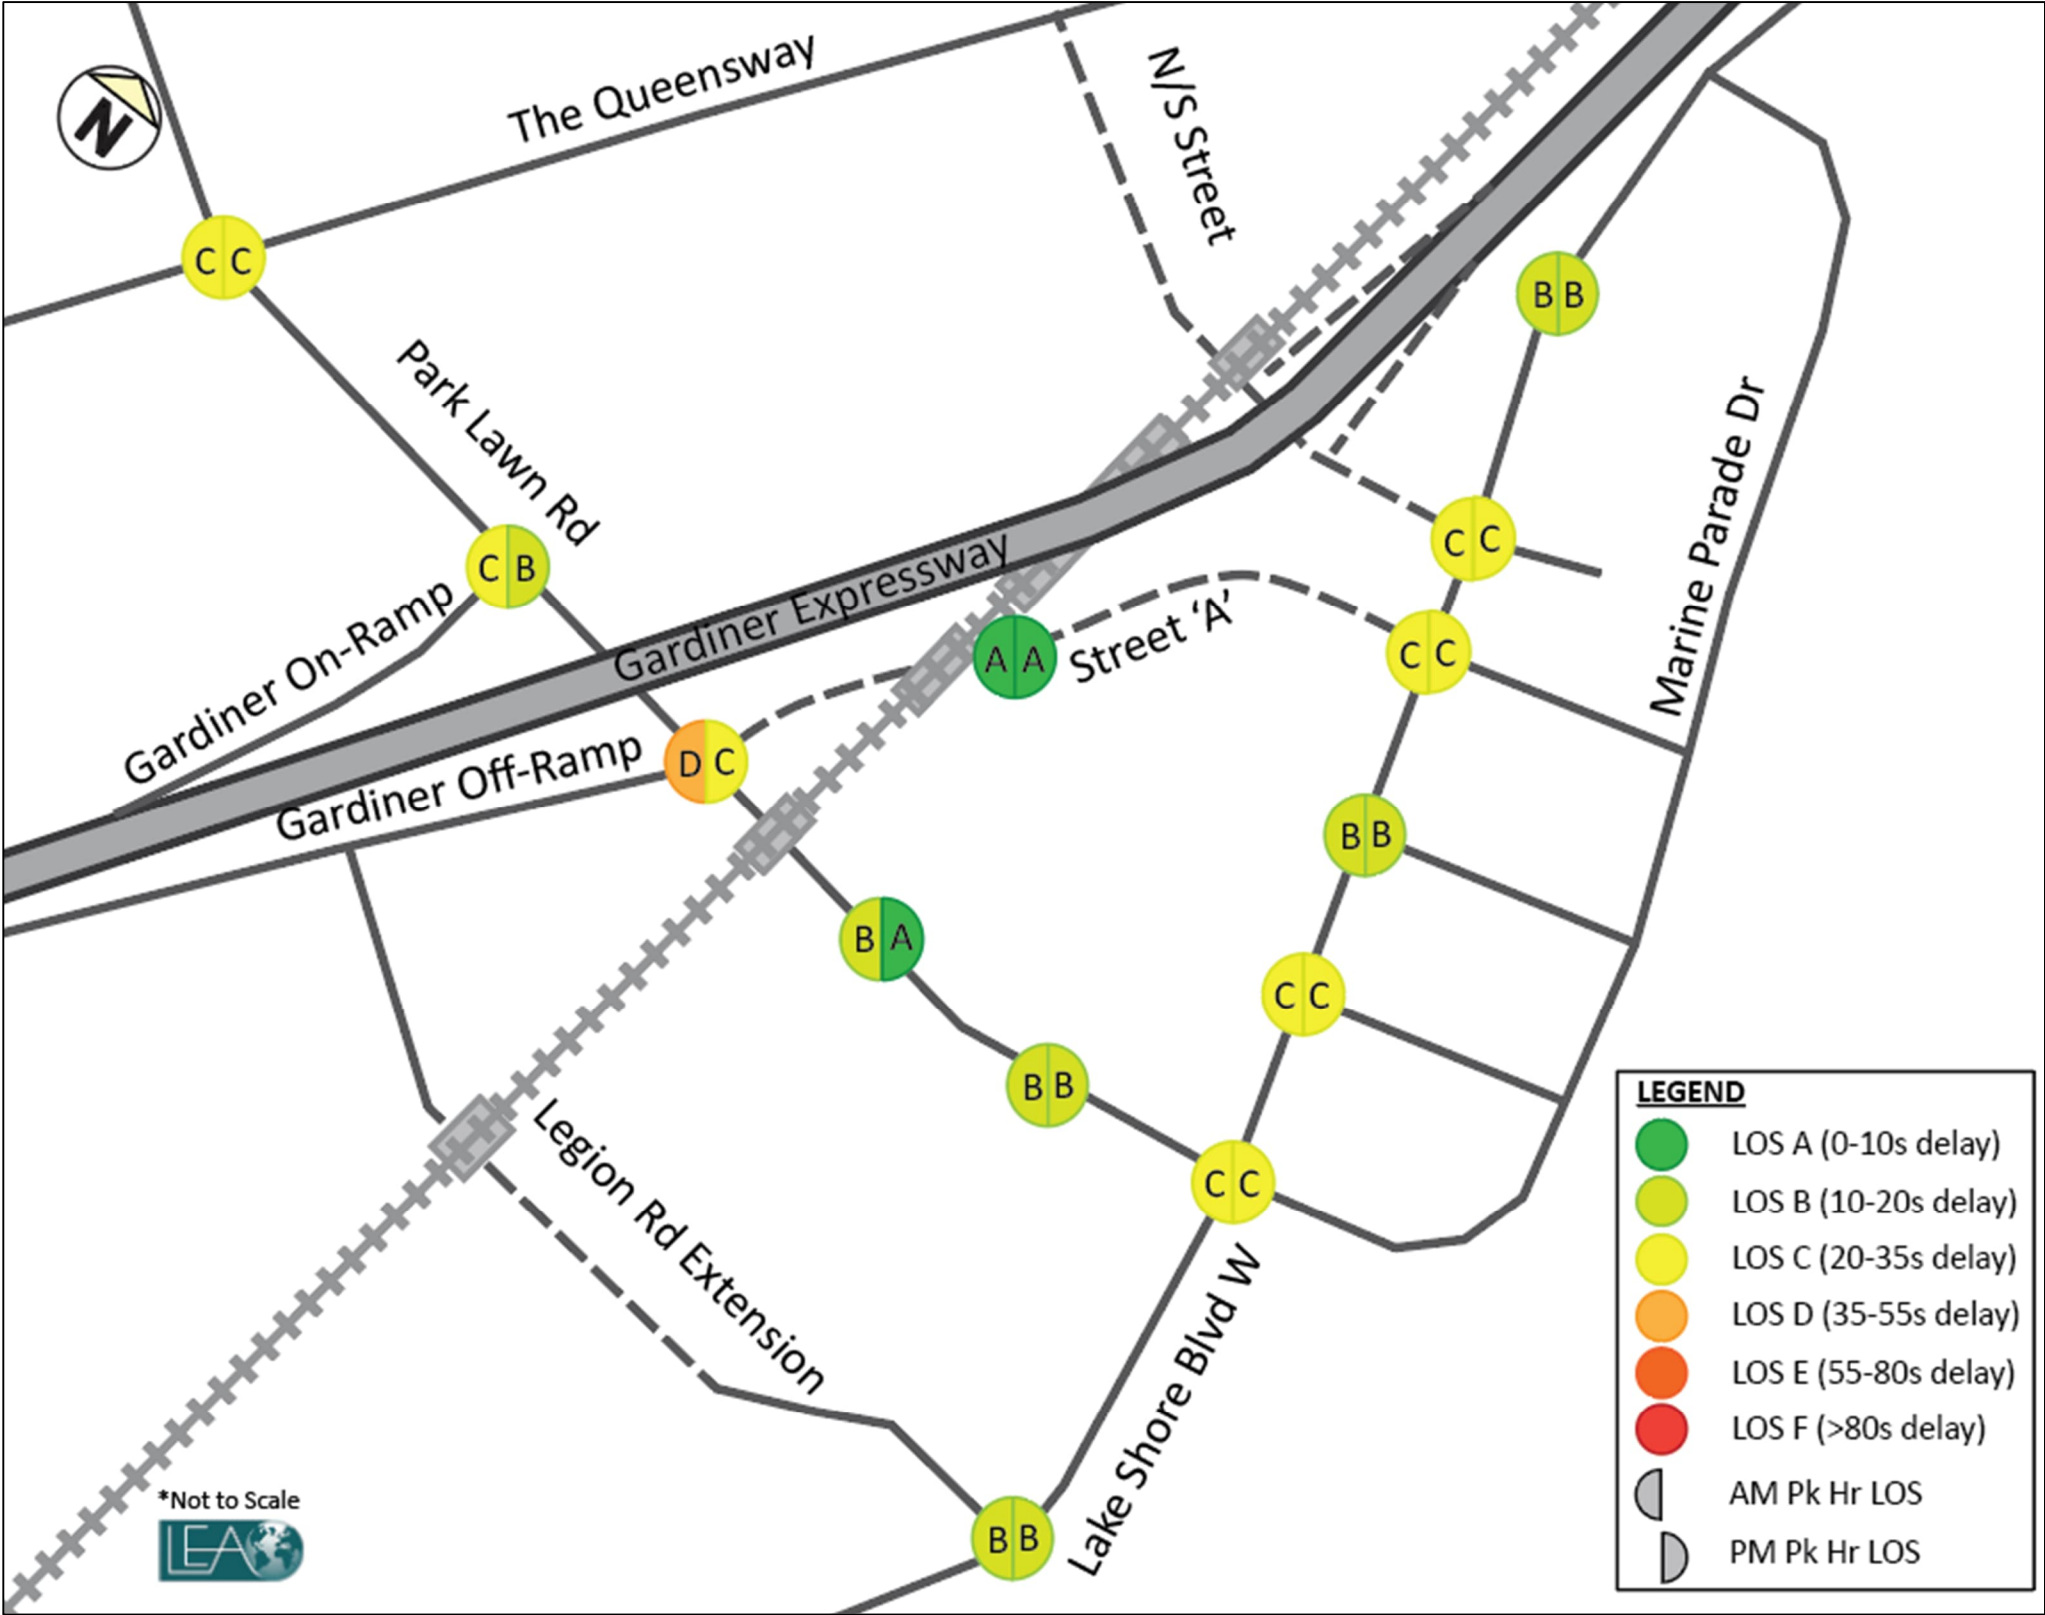 The Queensway
N/S Street
N
C C
B B
Park Lawn Rd
C C
C B
Gardiner Expressway
Gardiner On-Ramp
A A
Street ‘A’
C C
Marine Parade Dr
D C
Gardiner Off-Ramp
B B
B A
C C
B B
C C
Legion Rd Extension
Lake Shore Blvd W
B B
*Not to Scale
LEA
LEGEND
LOS A (0-10s delay)
LOS B (10-20s delay)
LOS C (20-35s delay)
LOS D (35-55s delay)
LOS E (55-80s delay)
LOS F (>80s delay)
AM Pk Hr LOS
PM Pk Hr LOS